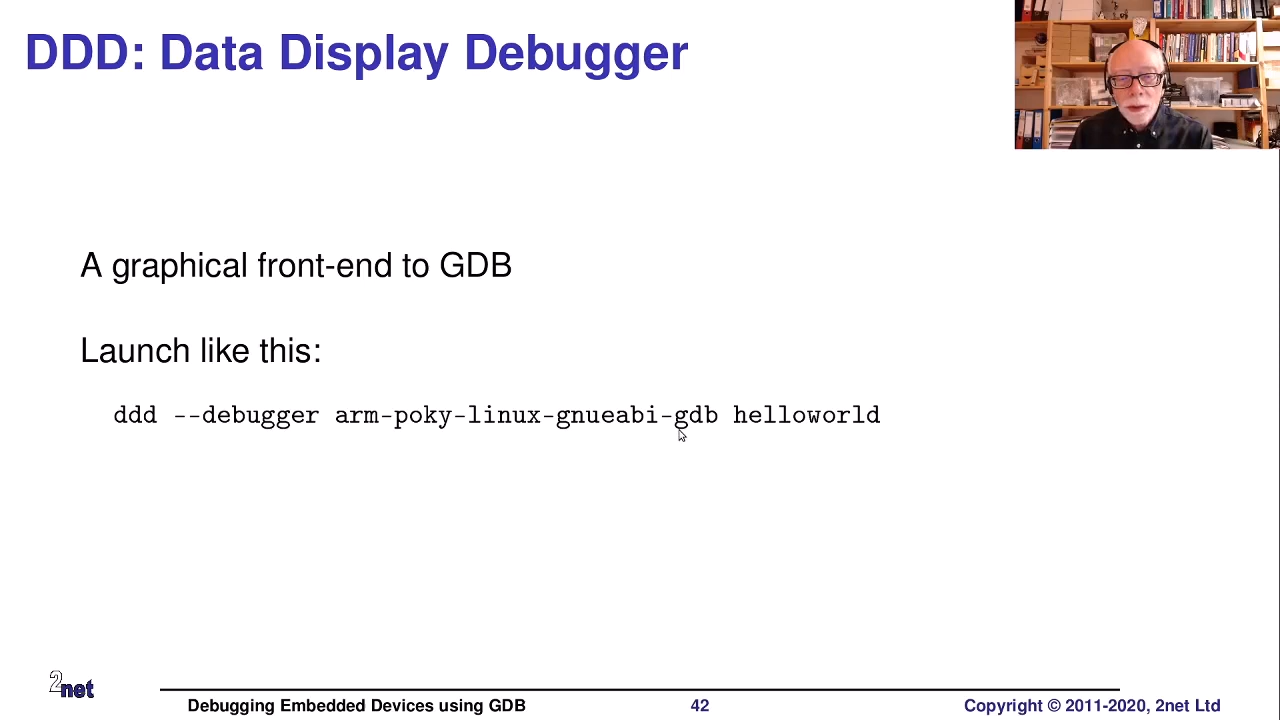 DDD: Data Display Debugger
A graphical front-end to GDB
Launch like this:
ddd --debugger arm-poky-linux-gnueabi-gdb helloworld
2net
Debugging Embedded Devices using GDB
42
Copyright © 2011-2020, 2net Ltd